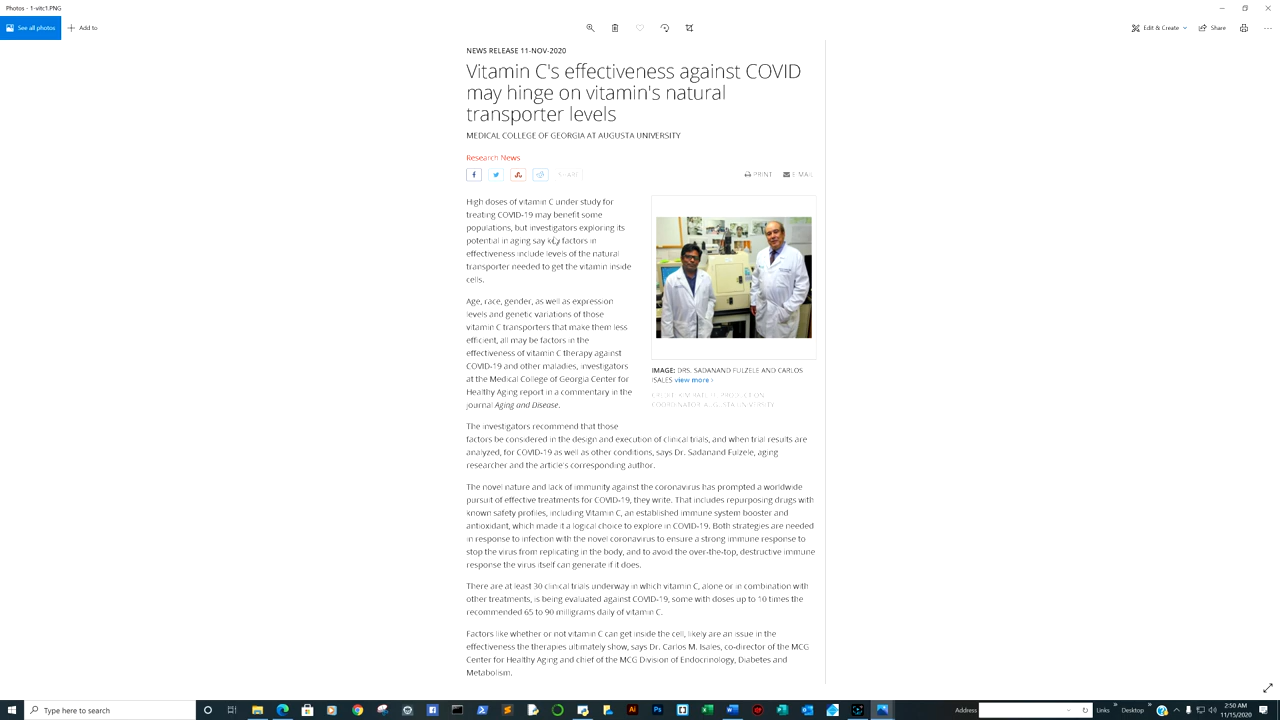 Photos - 1-vitc1.PNG
See all photos
Add to
Edit & Create
Share
NEWS RELEASE 11-NOV-2020
Vitamin C's effectiveness against COVID
may hinge on vitamin's natural
transporter levels
MEDICAL COLLEGE OF GEORGIA AT AUGUSTA UNIVERSITY
Research News
SHARE
PRINT
E-MAIL
High doses of vitamin C under study for
treating COVID-19 may benefit some
populations, but investigators exploring its
potential in aging say key factors in
effectiveness include levels of the natural
transporter needed to get the vitamin inside
cells.
Age, race, gender, as well as expression
levels and genetic variations of those
vitamin C transporters that make them less
efficient, all may be factors in the
effectiveness of vitamin C therapy against
COVID-19 and other maladies, investigators
at the Medical College of Georgia Center for
Healthy Aging report in a commentary in the
journal Aging and Disease.
IMAGE: DRS. SADANAND FULZELE AND CARLOS
ISALES view more >
PRODUCTION
COORDINATOR, AUGUSTA UNIVERSITY
The investigators recommend that those
factors be considered in the design and execution of clinical trials, and when trial results are
analyzed, for COVID-19 as well as other conditions, says Dr. Sadanand Fulzele, aging
researcher and the article's corresponding author.
The novel nature and lack of immunity against the coronavirus has prompted a worldwide
pursuit of effective treatments for COVID-19, they write. That includes repurposing drugs with
known safety profiles, including Vitamin C, an established immune system booster and
antioxidant, which made it a logical choice to explore in COVID-19. Both strategies are needed
in response to infection with the novel coronavirus to ensure a strong immune response to
stop the virus from replicating in the body, and to avoid the over-the-top, destructive immune
response the virus itself can generate if it does.
There are at least 30 clinical trials underway in which vitamin C, alone or in combination with
other treatments, is being evaluated against COVID-19, some with doses up to 10 times the
recommended 65 to 90 milligrams daily of vitamin C.
Factors like whether or not vitamin C can get inside the cell, likely are an issue in the
effectiveness the therapies ultimately show, says Dr. Carlos M. Isales, co-director of the MCG
Center for Healthy Aging and chief of the MCG Division of Endocrinology, Diabetes and
Metabolism.
Type here to search
Address
Links
Desktop
2:50 AM
11/15/2020